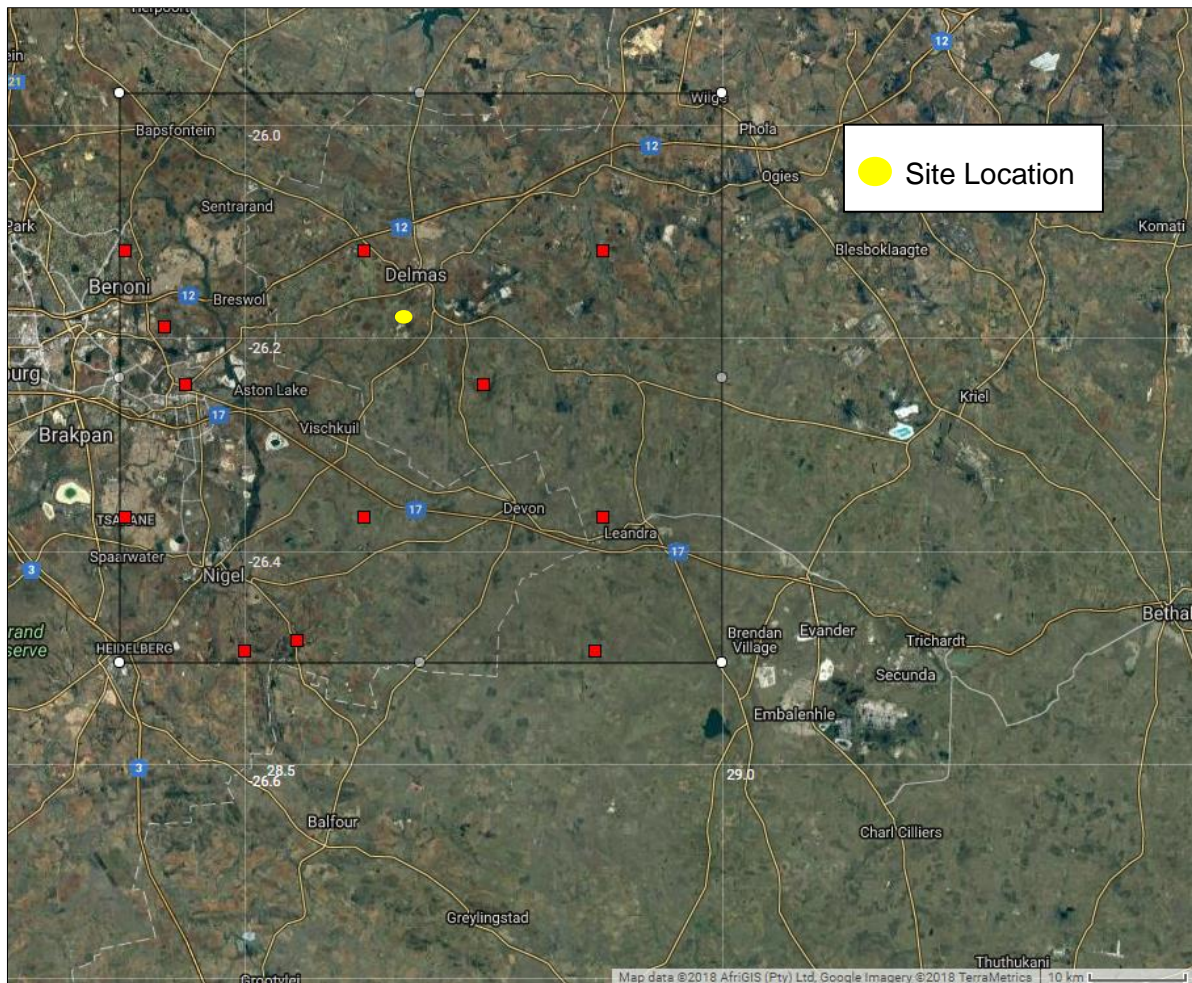 Herpoort
12
ein
21
Wilge
Bapsfontein
-26.0
Phola
12
Ogies
Site Location
Sentrarand
Park
12
Komati
Blesboklaagte
Delmas
Benoni
12
Breswol
-26.2
burg
Aston Lake
17
Kriel
Brakpan
Vischkuil
17
Devon
TSAKANE
Leandra
Spaarwater
-26.4
17
3
Nigel
Bethal
rand
serve
HEIDELBERG
Brendan
Village
Evander
Trichardt
Secunda
Embalenhle
3
28.5
-26.6
29.0
Balfour
Charl Cilliers
Greylingstad
Thuthukani
Grootvlei
Map data ©2018 AfriGIS (Pty) Ltd, Google Imagery ©2018 TerraMetrics
10 km